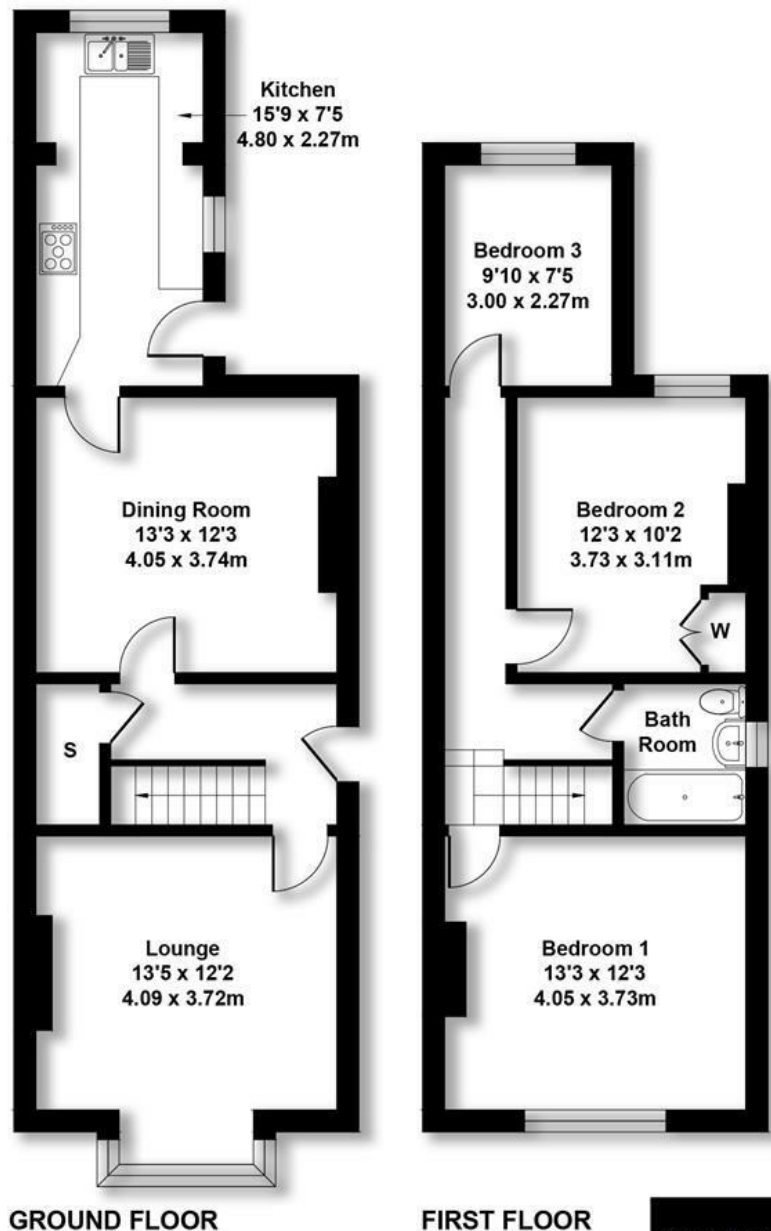 Kitchen
15'9 x 7'5
4.80 x 2.27m
Dining Room
13'3 x 12'3
4.05 x 3.74m
S
Lounge
13'5 x 12'2
4.09 x 3.72m
GROUND FLOOR
Bedroom 3
9'10 x 7'5
3.00 x 2.27m
Bedroom 2
12'3 x 10'2
3.73 x 3.11m
W
Bath
Room
Bedroom 1
13'3 x 12'3
4.05 x 3.73m
FIRST FLOOR